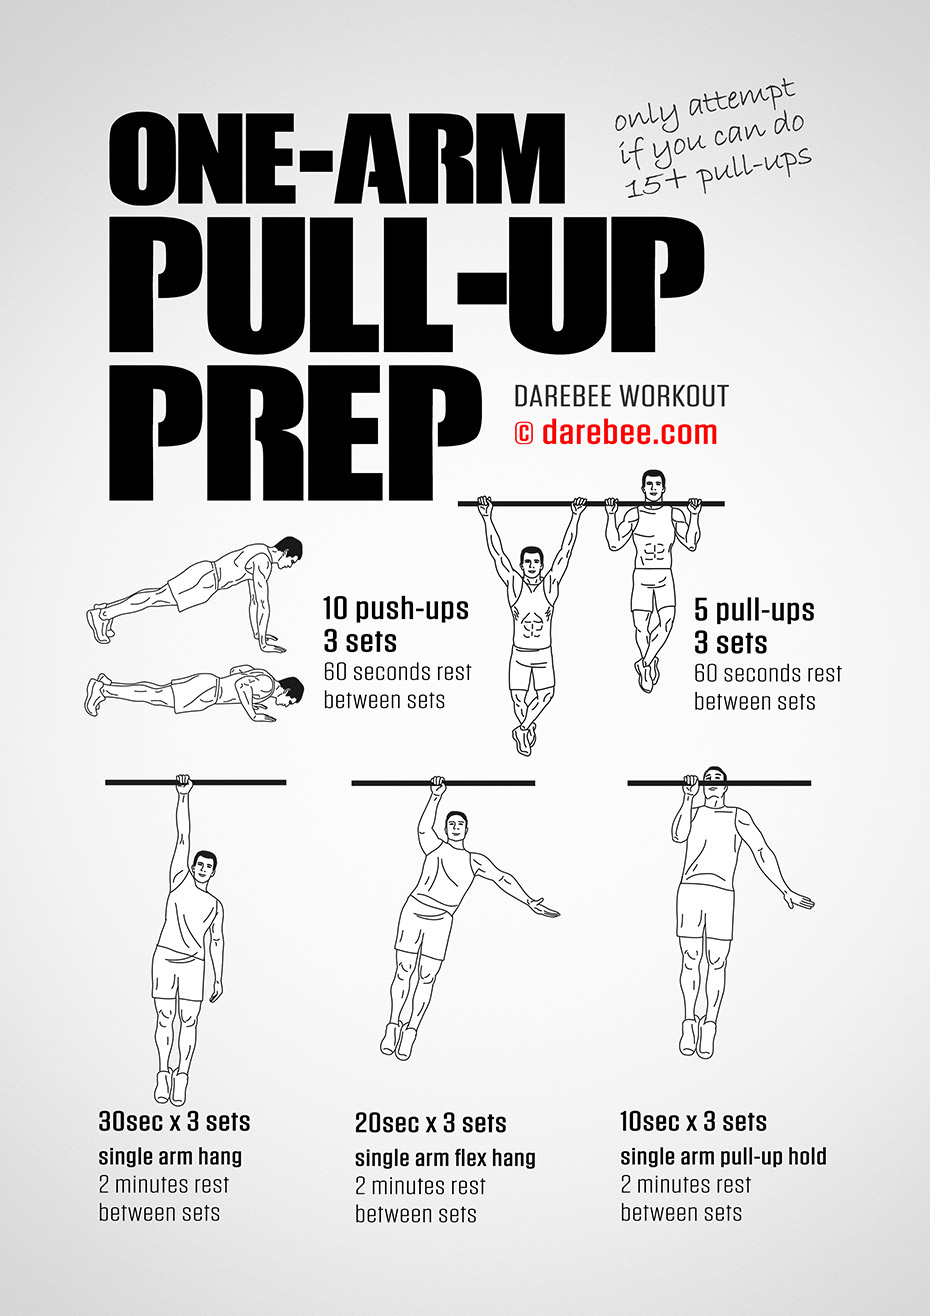 only attempt
if you can do
15+ pull-ups
ONE-ARM
PULL-UP
PREP
DAREBEE WORKOUT
© darebee.com
10 push-ups
3 sets
60 seconds rest
between sets
5 pull-ups
3 sets
60 seconds rest
between sets
30sec x 3 sets
single arm hang
2 minutes rest
between sets
20sec x 3 sets
single arm flex hang
2 minutes rest
between sets
10sec x 3 sets
single arm pull-up hold
2 minutes rest
between sets